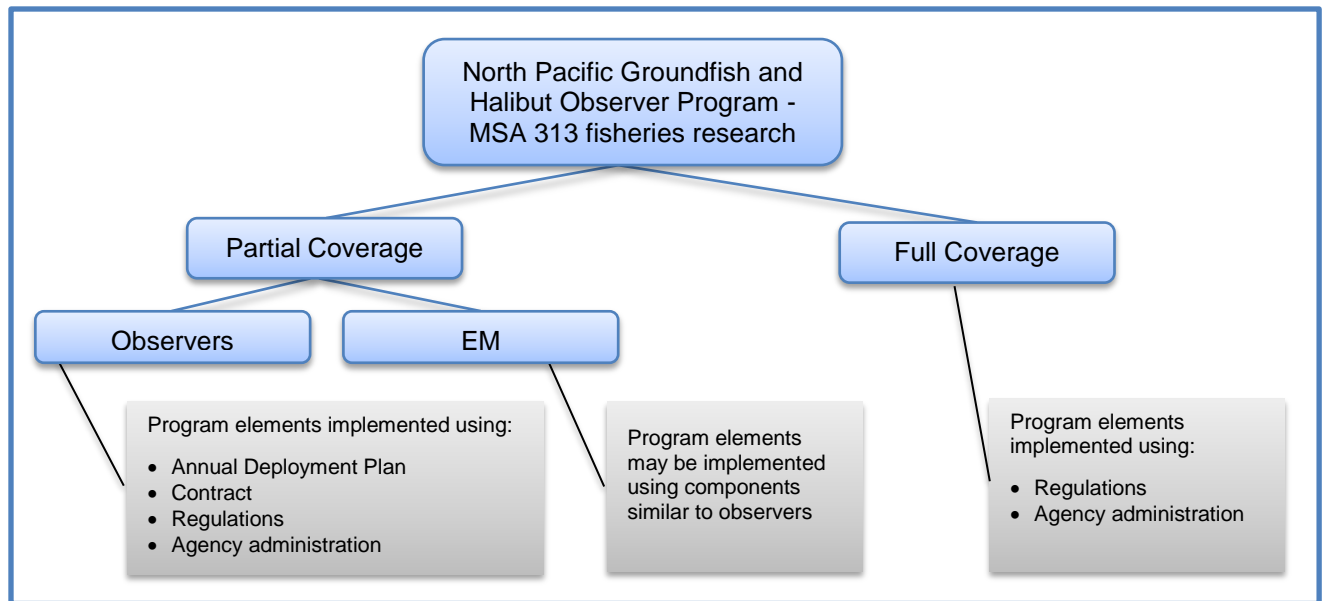 North Pacific Groundfish and
Halibut Observer Program -
MSA 313 fisheries research
Partial Coverage
Full Coverage
Observers
EM
Program elements implemented using:
• Annual Deployment Plan
• Contract
• Regulations
• Agency administration
Program elements
may be implemented
using components
similar to observers
Program elements
implemented using:
• Regulations
• Agency administration